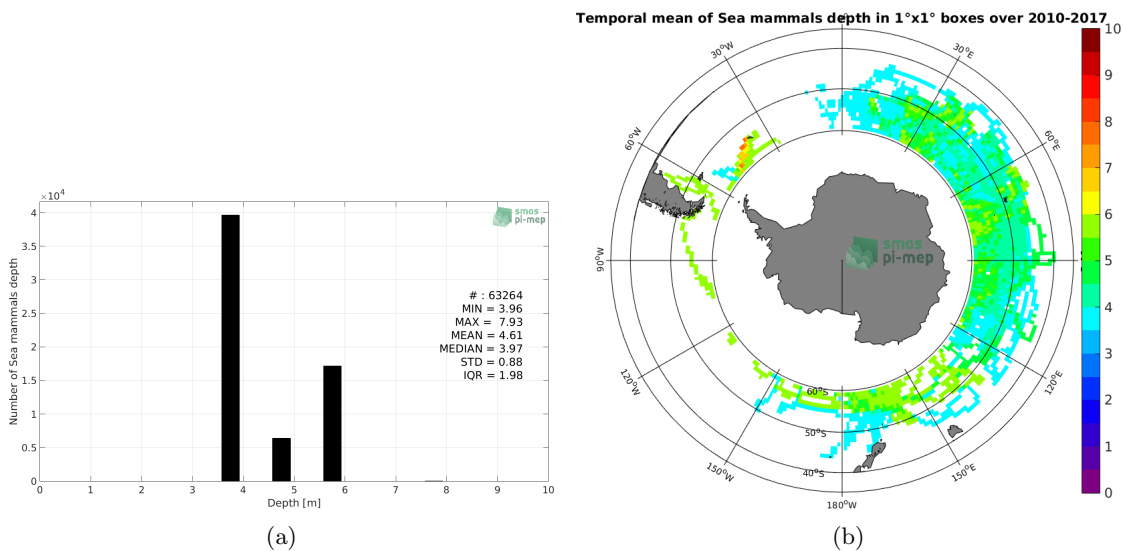 Temporal mean of Sea mammals depth in 1°x1° boxes over 2010-2017
×10⁴
4
3.5
3
2.5
2
1.5
1
0.5
0
Number of Sea mammals depth
smos
pi-mep
# : 63264
MIN = 3.96
MAX = 7.93
MEAN = 4.61
MEDIAN = 3.97
STD = 0.88
IQR = 1.98
0 1 2 3 4 5 6 7 8 9 10
Depth [m]
(a)
30°W
30°E
60°W
60°E
90°W
smos
pi-mep
120°W
120°E
150°W
150°E
180°W
60°S
50°S
40°S
10
9
8
7
6
5
4
3
2
1
0
(b)